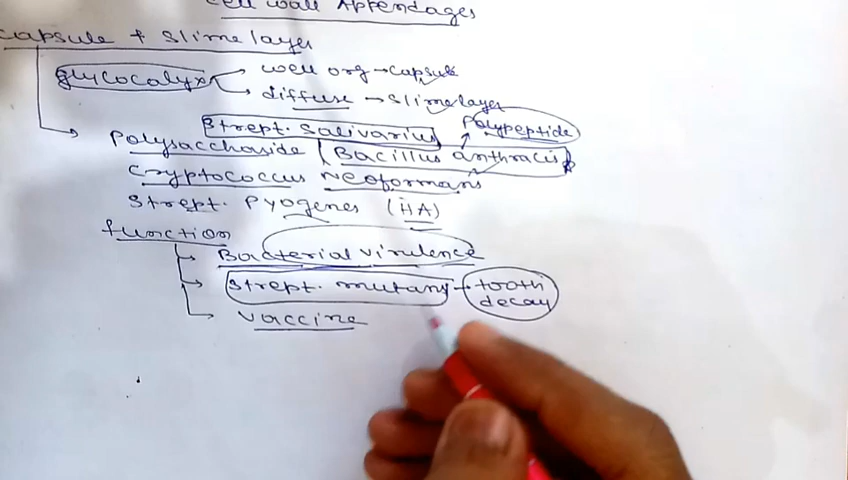 Cell Wall Appendages
Capsule + Slime layer
glycocalyx well org → Capsule
diffuse → Slime layer
Strept. Salivarius Polypeptide
Polysaccharide (Bacillus anthracis)
Cryptococcus Neoformans
Strept. Pyogenes (HA)
function
Bacterial virulence
Strept. mutans → tooth
decay
vaccine